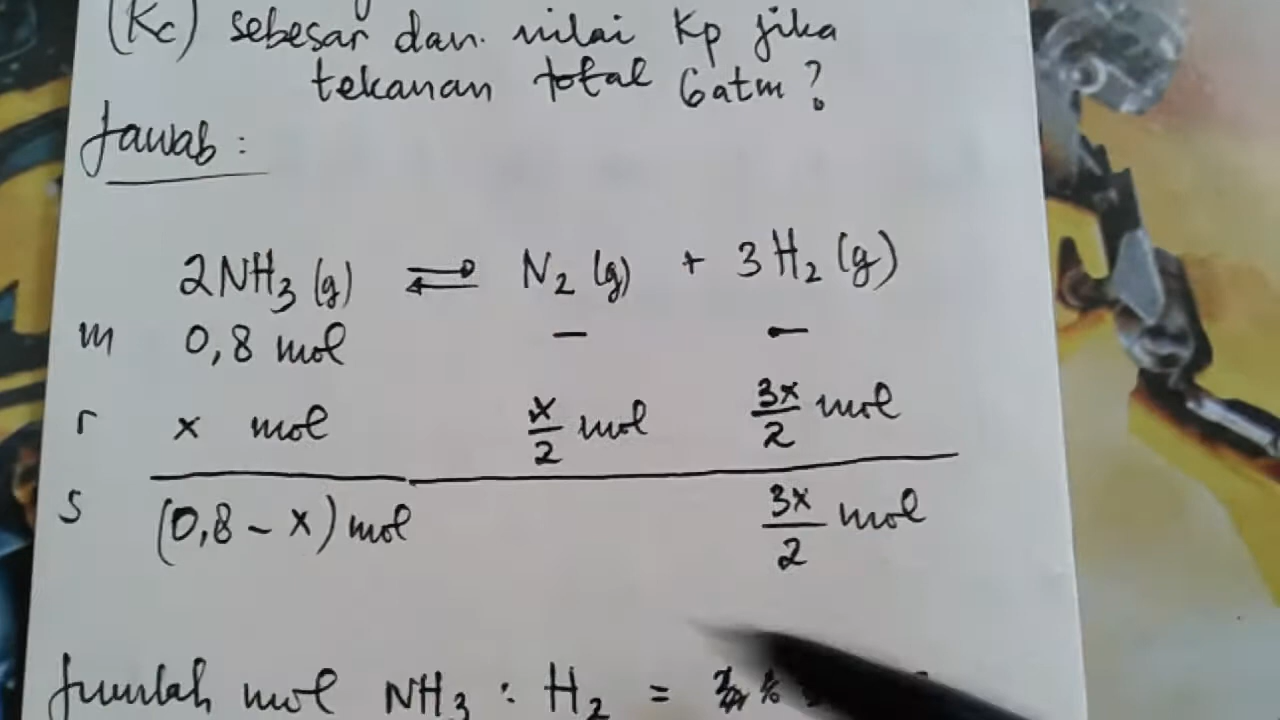 (Kc) sebesar dan. nilai Kp jika
tekanan total 6 atm?
Jawab:
2NH₃(g) ⇌ N₂(g) + 3H₂(g)
m 0,8 mol – –
r x mol x/2 mol 3x/2 mol
s (0,8 – x) mol 3x/2 mol
Jumlah mol NH₃ : H₂ =